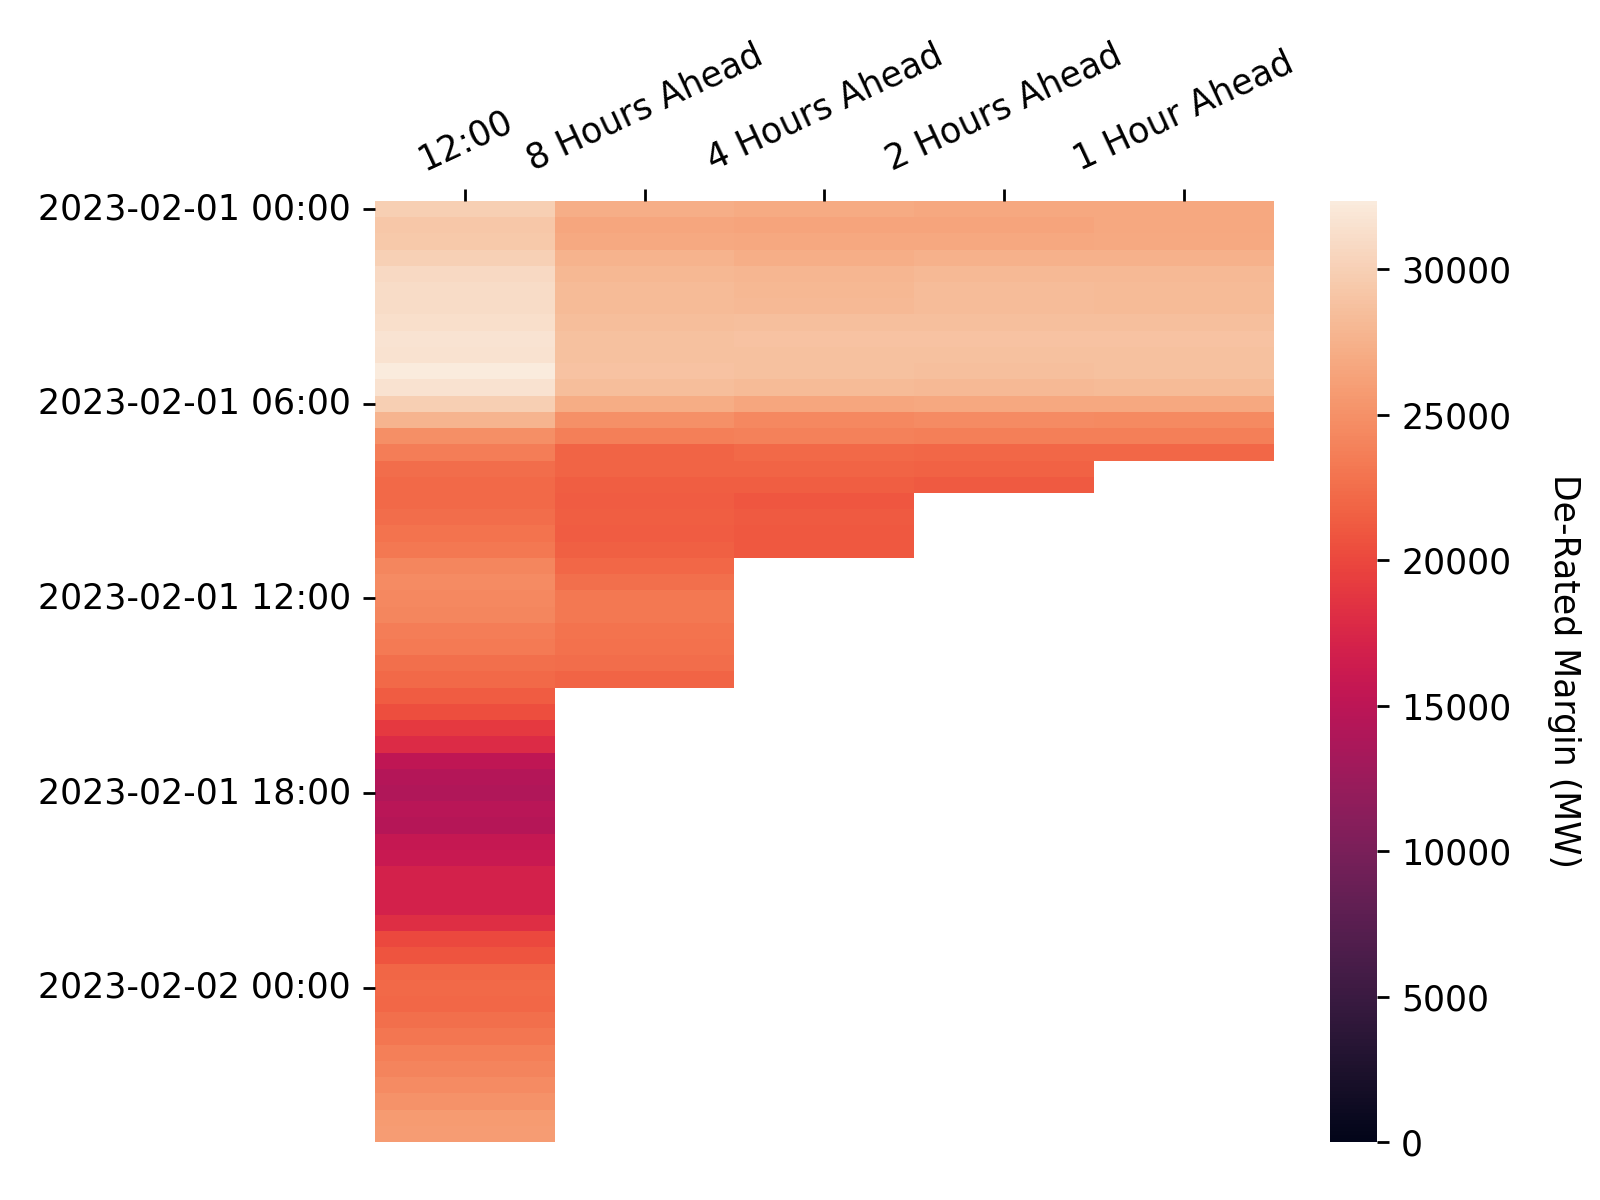 12:00
8 Hours Ahead
4 Hours Ahead
2 Hours Ahead
1 Hour Ahead
2023-02-01 00:00
2023-02-01 06:00
2023-02-01 12:00
2023-02-01 18:00
2023-02-02 00:00
30000
25000
20000
15000
10000
5000
0
De-Rated Margin (MW)